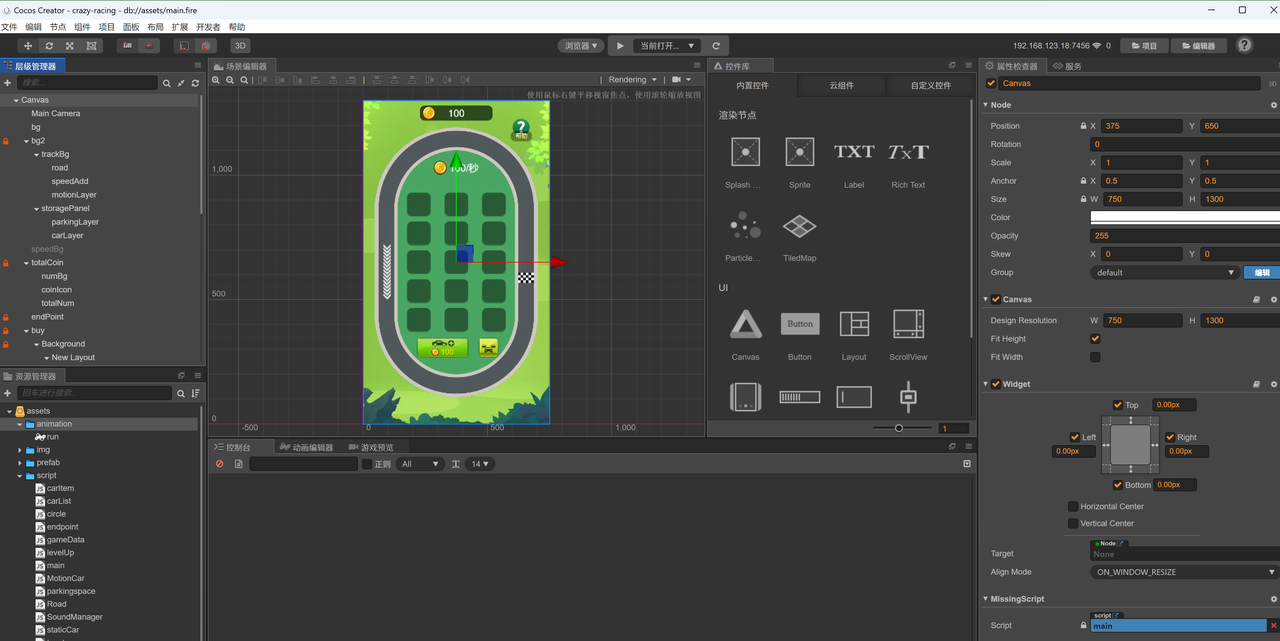 Cocos Creator - crazy-racing - db://assets/main.fire
文件 编辑 节点 组件 项目 面板 布局 扩展 开发者 帮助
3D 浏览器 当前打开... 192.168.123.18:7456 0 项目 编辑器
层级管理器
搜索...
Canvas
Main Camera
bg
bg2
trackBg
road
speedAdd
motionLayer
storagePanel
parkingLayer
carLayer
speedBg
totalCoin
numBg
coinIcon
totalNum
endPoint
buy
Background
New Layout
资源管理器
回车进行搜索...
assets
animation
run
img
prefab
script
carItem
carList
circle
endpoint
gameData
levelUp
main
MotionCar
parkingspace
Road
SoundManager
staticCar
场景编辑器
Rendering
使用鼠标右键平移视窗焦点，使用滚轮缩放视图
100
?
帮助
100/秒
100
1,000
500
0
-500 0 500 1,000
控件库
内置控件 云组件 自定义控件
渲染节点
TXT TxT
Splash ... Sprite Label Rich Text
Particle... TiledMap
UI
Button
Canvas Button Layout ScrollView
1
控制台 动画编辑器 游戏预览
正则 All 14
属性检查器 服务
Canvas 3D
Node
Position X 375 Y 650
Rotation 0
Scale X 1 Y 1
Anchor X 0.5 Y 0.5
Size W 750 H 1300
Color
Opacity 255
Skew X 0 Y 0
Group default 编辑
Canvas
Design Resolution W 750 H 1300
Fit Height
Fit Width
Widget
Top 0.00px
Left Right
0.00px 0.00px
Bottom 0.00px
Horizontal Center
Vertical Center
Node
Target None
Align Mode ON_WINDOW_RESIZE
MissingScript
script
Script main